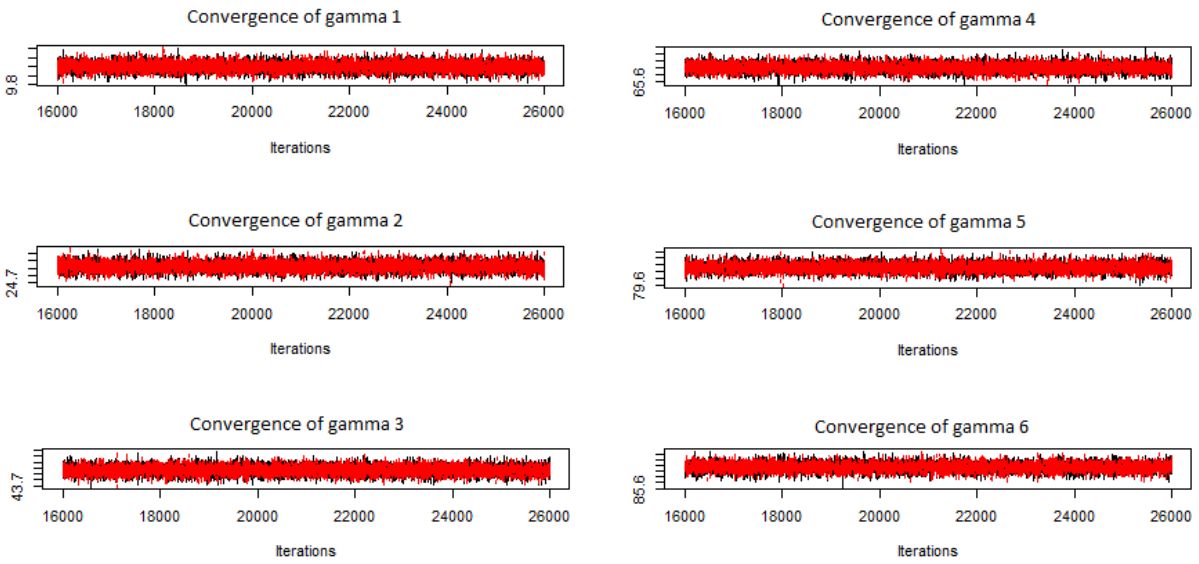 Convergence of gamma 1
9.8
16000 18000 20000 22000 24000 26000
Iterations
Convergence of gamma 4
65.6
16000 18000 20000 22000 24000 26000
Iterations
Convergence of gamma 2
24.7
16000 18000 20000 22000 24000 26000
Iterations
Convergence of gamma 5
79.6
16000 18000 20000 22000 24000 26000
Iterations
Convergence of gamma 3
43.7
16000 18000 20000 22000 24000 26000
Iterations
Convergence of gamma 6
85.6
16000 18000 20000 22000 24000 26000
Iterations